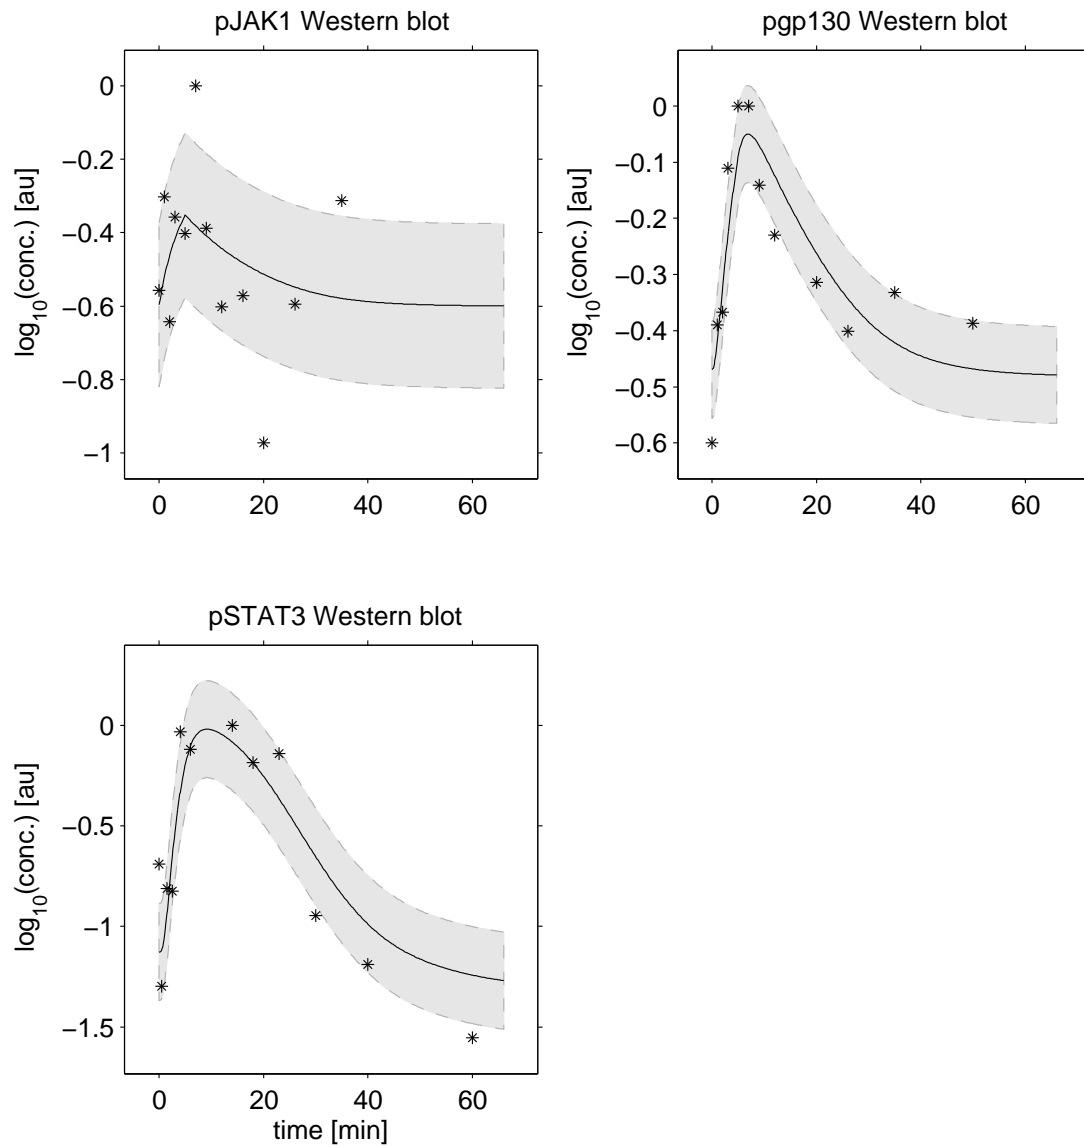 pJAK1 Western blot
log10(conc.) [au]
0
−0.2
−0.4
−0.6
−0.8
−1
0 20 40 60
pgp130 Western blot
log10(conc.) [au]
0
−0.1
−0.2
−0.3
−0.4
−0.5
−0.6
0 20 40 60
pSTAT3 Western blot
log10(conc.) [au]
0
−0.5
−1
−1.5
0 20 40 60
time [min]